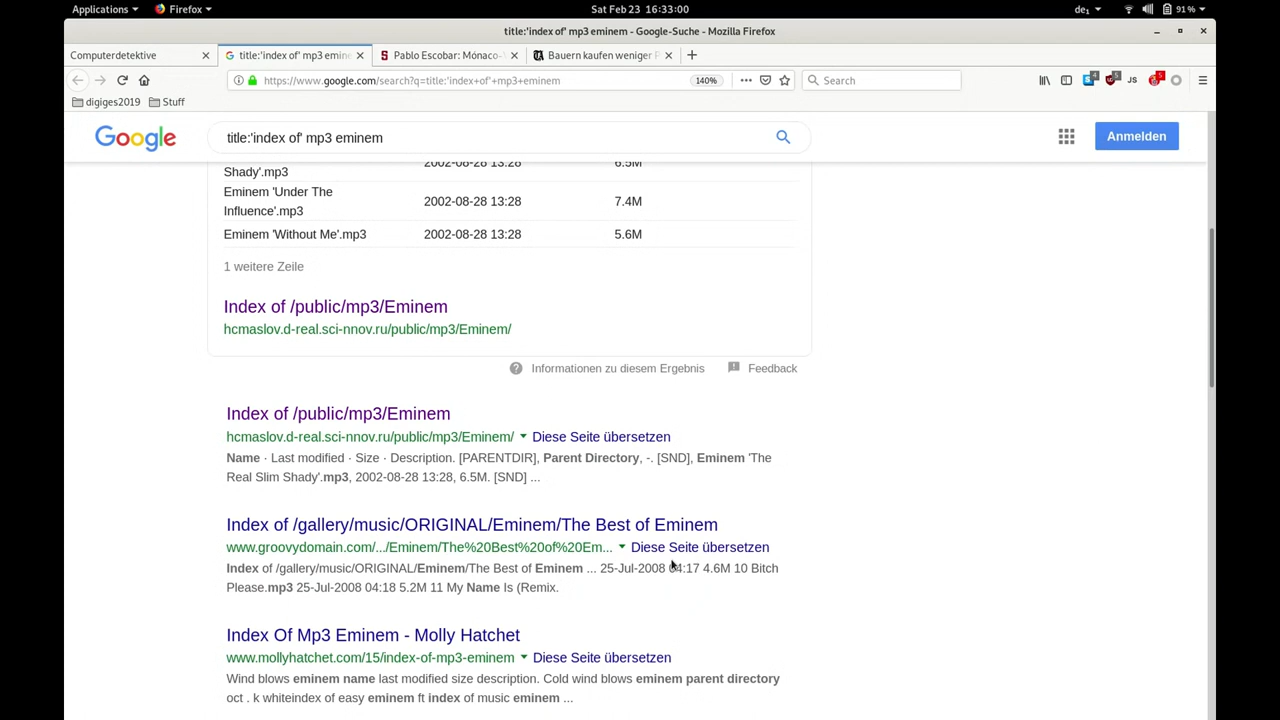 Applications
Firefox
Sat Feb 23 16:33:00
de₁
91 %
title:'index of' mp3 eminem - Google-Suche - Mozilla Firefox
Computerdetektive
title:'index of' mp3 emine
Pablo Escobar: Mónaco-
Bauern kaufen weniger
https://www.google.com/search?q=title:'index+of'+mp3+eminem
140%
Search
4
5
JS
5
digiges2019
Stuff
Google
title:'index of' mp3 eminem
Anmelden
2002-08-28 13:28
6.5M
Shady'.mp3
Eminem 'Under The
Influence'.mp3
2002-08-28 13:28
7.4M
Eminem 'Without Me'.mp3
2002-08-28 13:28
5.6M
1 weitere Zeile
Index of /public/mp3/Eminem
hcmaslov.d-real.sci-nnov.ru/public/mp3/Eminem/
Informationen zu diesem Ergebnis
Feedback
Index of /public/mp3/Eminem
hcmaslov.d-real.sci-nnov.ru/public/mp3/Eminem/ Diese Seite übersetzen
Name · Last modified · Size · Description. [PARENTDIR], Parent Directory, -. [SND], Eminem 'The
Real Slim Shady'.mp3, 2002-08-28 13:28, 6.5M. [SND] ...
Index of /gallery/music/ORIGINAL/Eminem/The Best of Eminem
www.groovydomain.com/.../Eminem/The%20Best%20of%20Em... Diese Seite übersetzen
Index of /gallery/music/ORIGINAL/Eminem/The Best of Eminem ... 25-Jul-2008 04:17 4.6M 10 Bitch
Please.mp3 25-Jul-2008 04:18 5.2M 11 My Name Is (Remix.
Index Of Mp3 Eminem - Molly Hatchet
www.mollyhatchet.com/15/index-of-mp3-eminem Diese Seite übersetzen
Wind blows eminem name last modified size description. Cold wind blows eminem parent directory
oct . k whiteindex of easy eminem ft index of music eminem ...